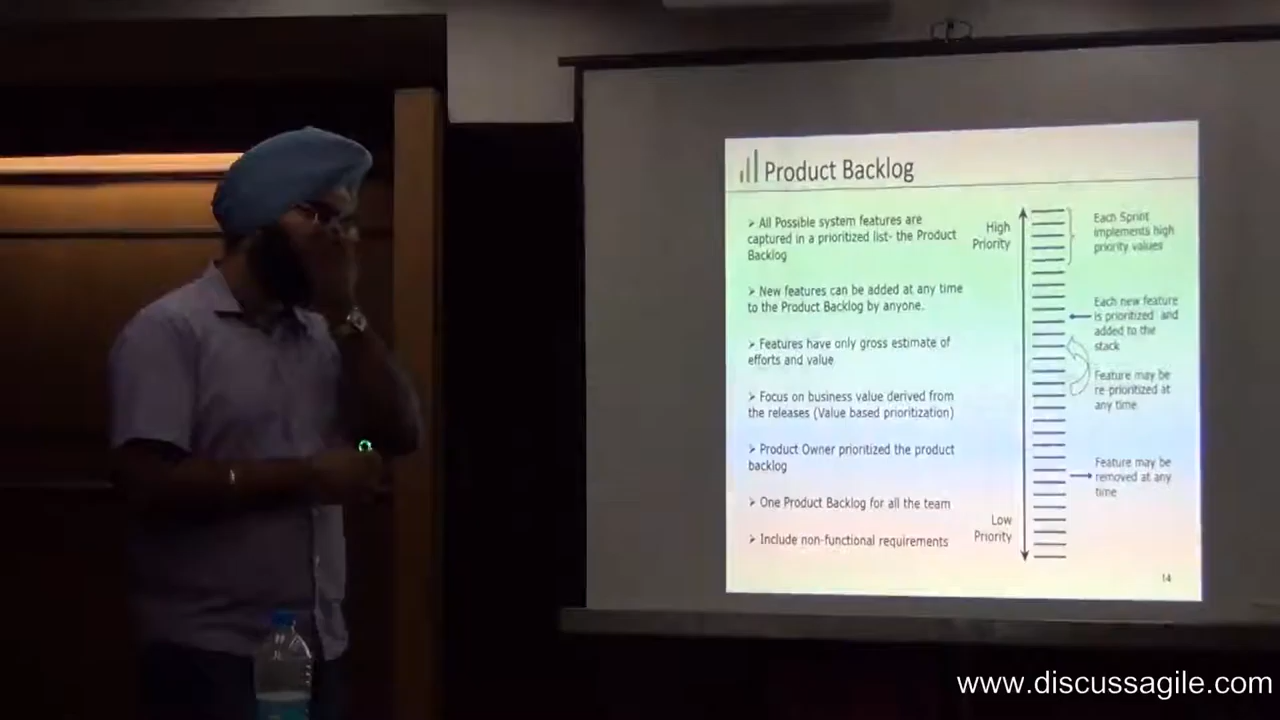 Product Backlog
➢ All Possible system features are
captured in a prioritized list- the Product
Backlog
➢ New features can be added at any time
to the Product Backlog by anyone.
➢ Features have only gross estimate of
efforts and value
➢ Focus on business value derived from
the releases (Value based prioritization)
➢ Product Owner prioritized the product
backlog
➢ One Product Backlog for all the team
➢ Include non-functional requirements
High
Priority
Low
Priority
Each Sprint
implements high
priority values
Each new feature
is prioritized and
added to the
stack
Feature may be
re prioritized at
any time
Feature may be
removed at any
time
14
www.discussagile.com